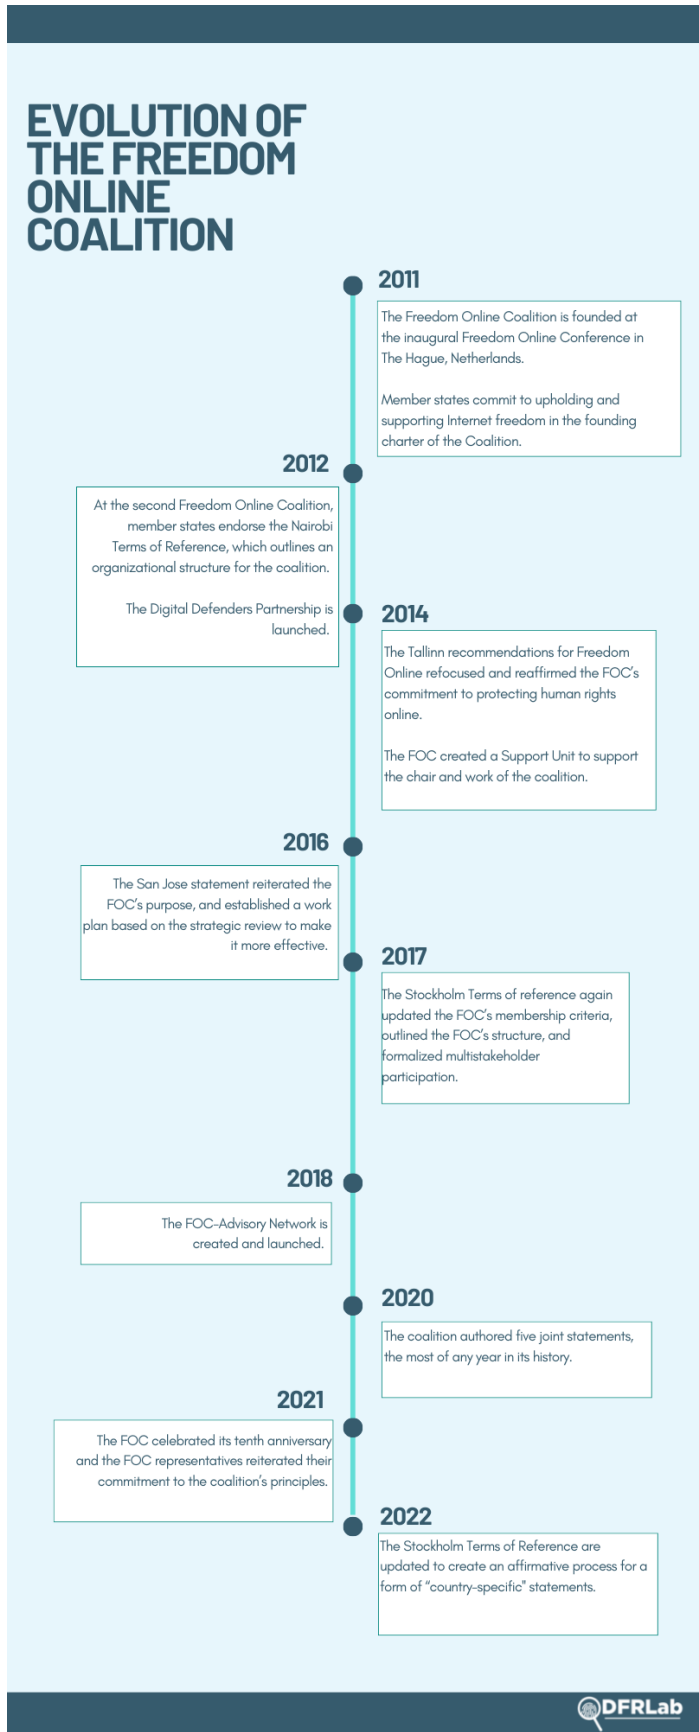 EVOLUTION OF
THE FREEDOM
ONLINE
COALITION
2011
The Freedom Online Coalition is founded at
the inaugural Freedom Online Conference in
The Hague, Netherlands.
Member states commit to upholding and
supporting Internet freedom in the founding
charter of the Coalition.
2012
At the second Freedom Online Coalition,
member states endorse the Nairobi
Terms of Reference, which outlines an
organizational structure for the coalition.
The Digital Defenders Partnership is
launched.
2014
The Tallinn recommendations for Freedom
Online refocused and reaffirmed the FOC's
commitment to protecting human rights
online.
The FOC created a Support Unit to support
the chair and work of the coalition.
2016
The San Jose statement reiterated the
FOC's purpose, and established a work
plan based on the strategic review to make
it more effective.
2017
The Stockholm Terms of reference again
updated the FOC's membership criteria,
outlined the FOC's structure, and
formalized multistakeholder
participation.
2018
The FOC-Advisory Network is
created and launched.
2020
The coalition authored five joint statements,
the most of any year in its history.
2021
The FOC celebrated its tenth anniversary
and the FOC representatives reiterated their
commitment to the coalition's principles.
2022
The Stockholm Terms of Reference are
updated to create an affirmative process for a
form of “country-specific" statements.
DFRLab